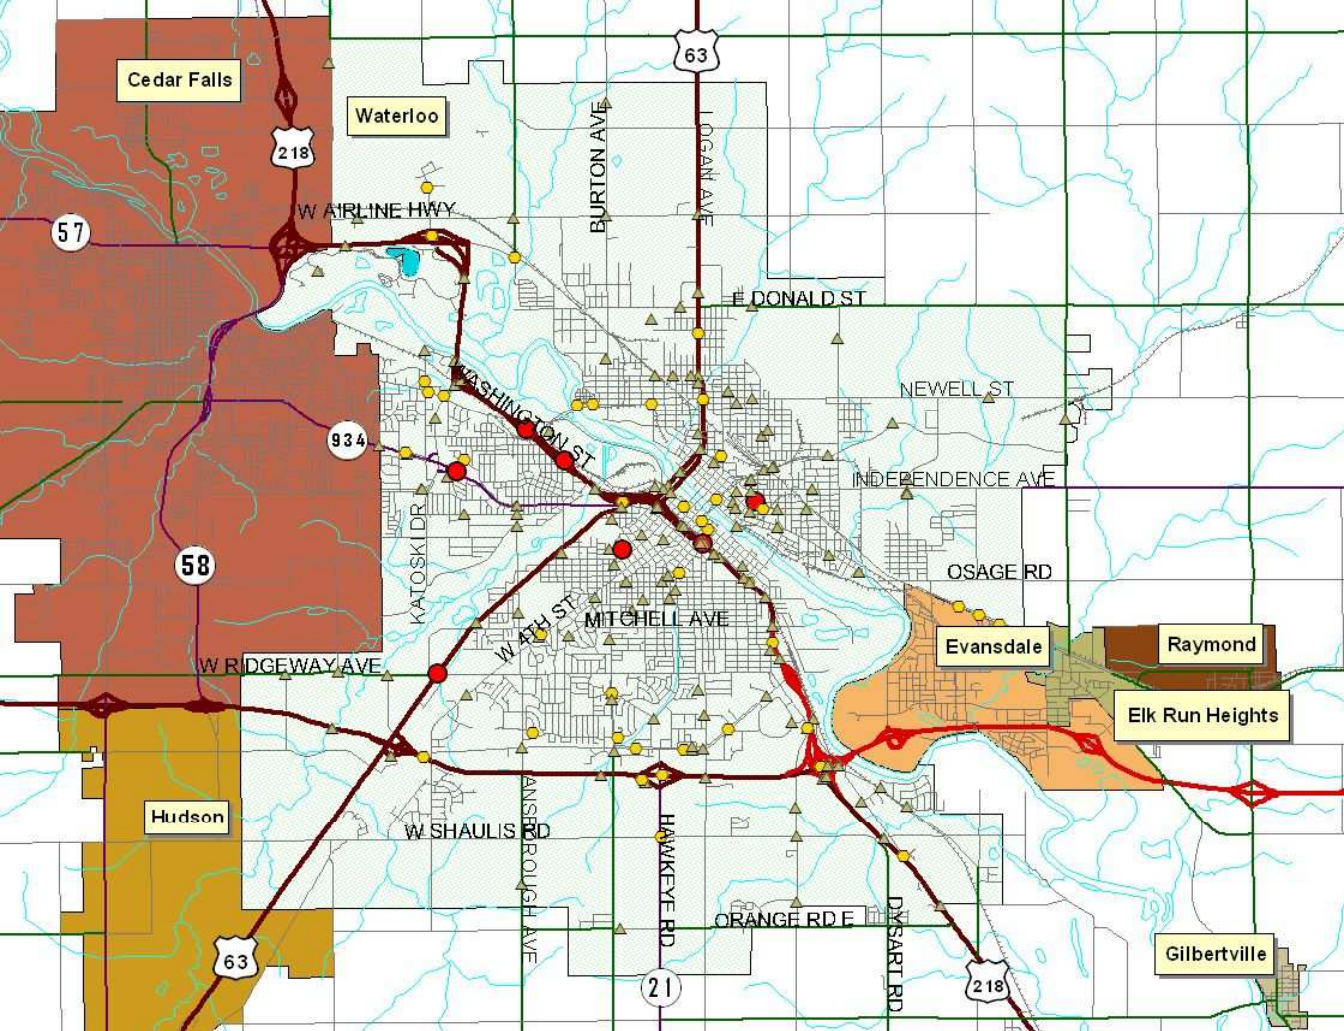 63
Cedar Falls
Waterloo
BURTON AVE
LOGAN AVE
218
W AIRLINE HWY
57
E DONALD ST
WASHINGTON ST
NEWELL ST
934
INDEPENDENCE AVE
KATOSKI DR
58
OSAGE RD
W 4TH ST
MITCHELL AVE
Evansdale
Raymond
W RIDGEWAY AVE
Elk Run Heights
Hudson
W SHAULIS RD
ANSBOROUGH AVE
HAWKEYE RD
ORANGE RD E
DYSART RD
63
21
218
Gilbertville